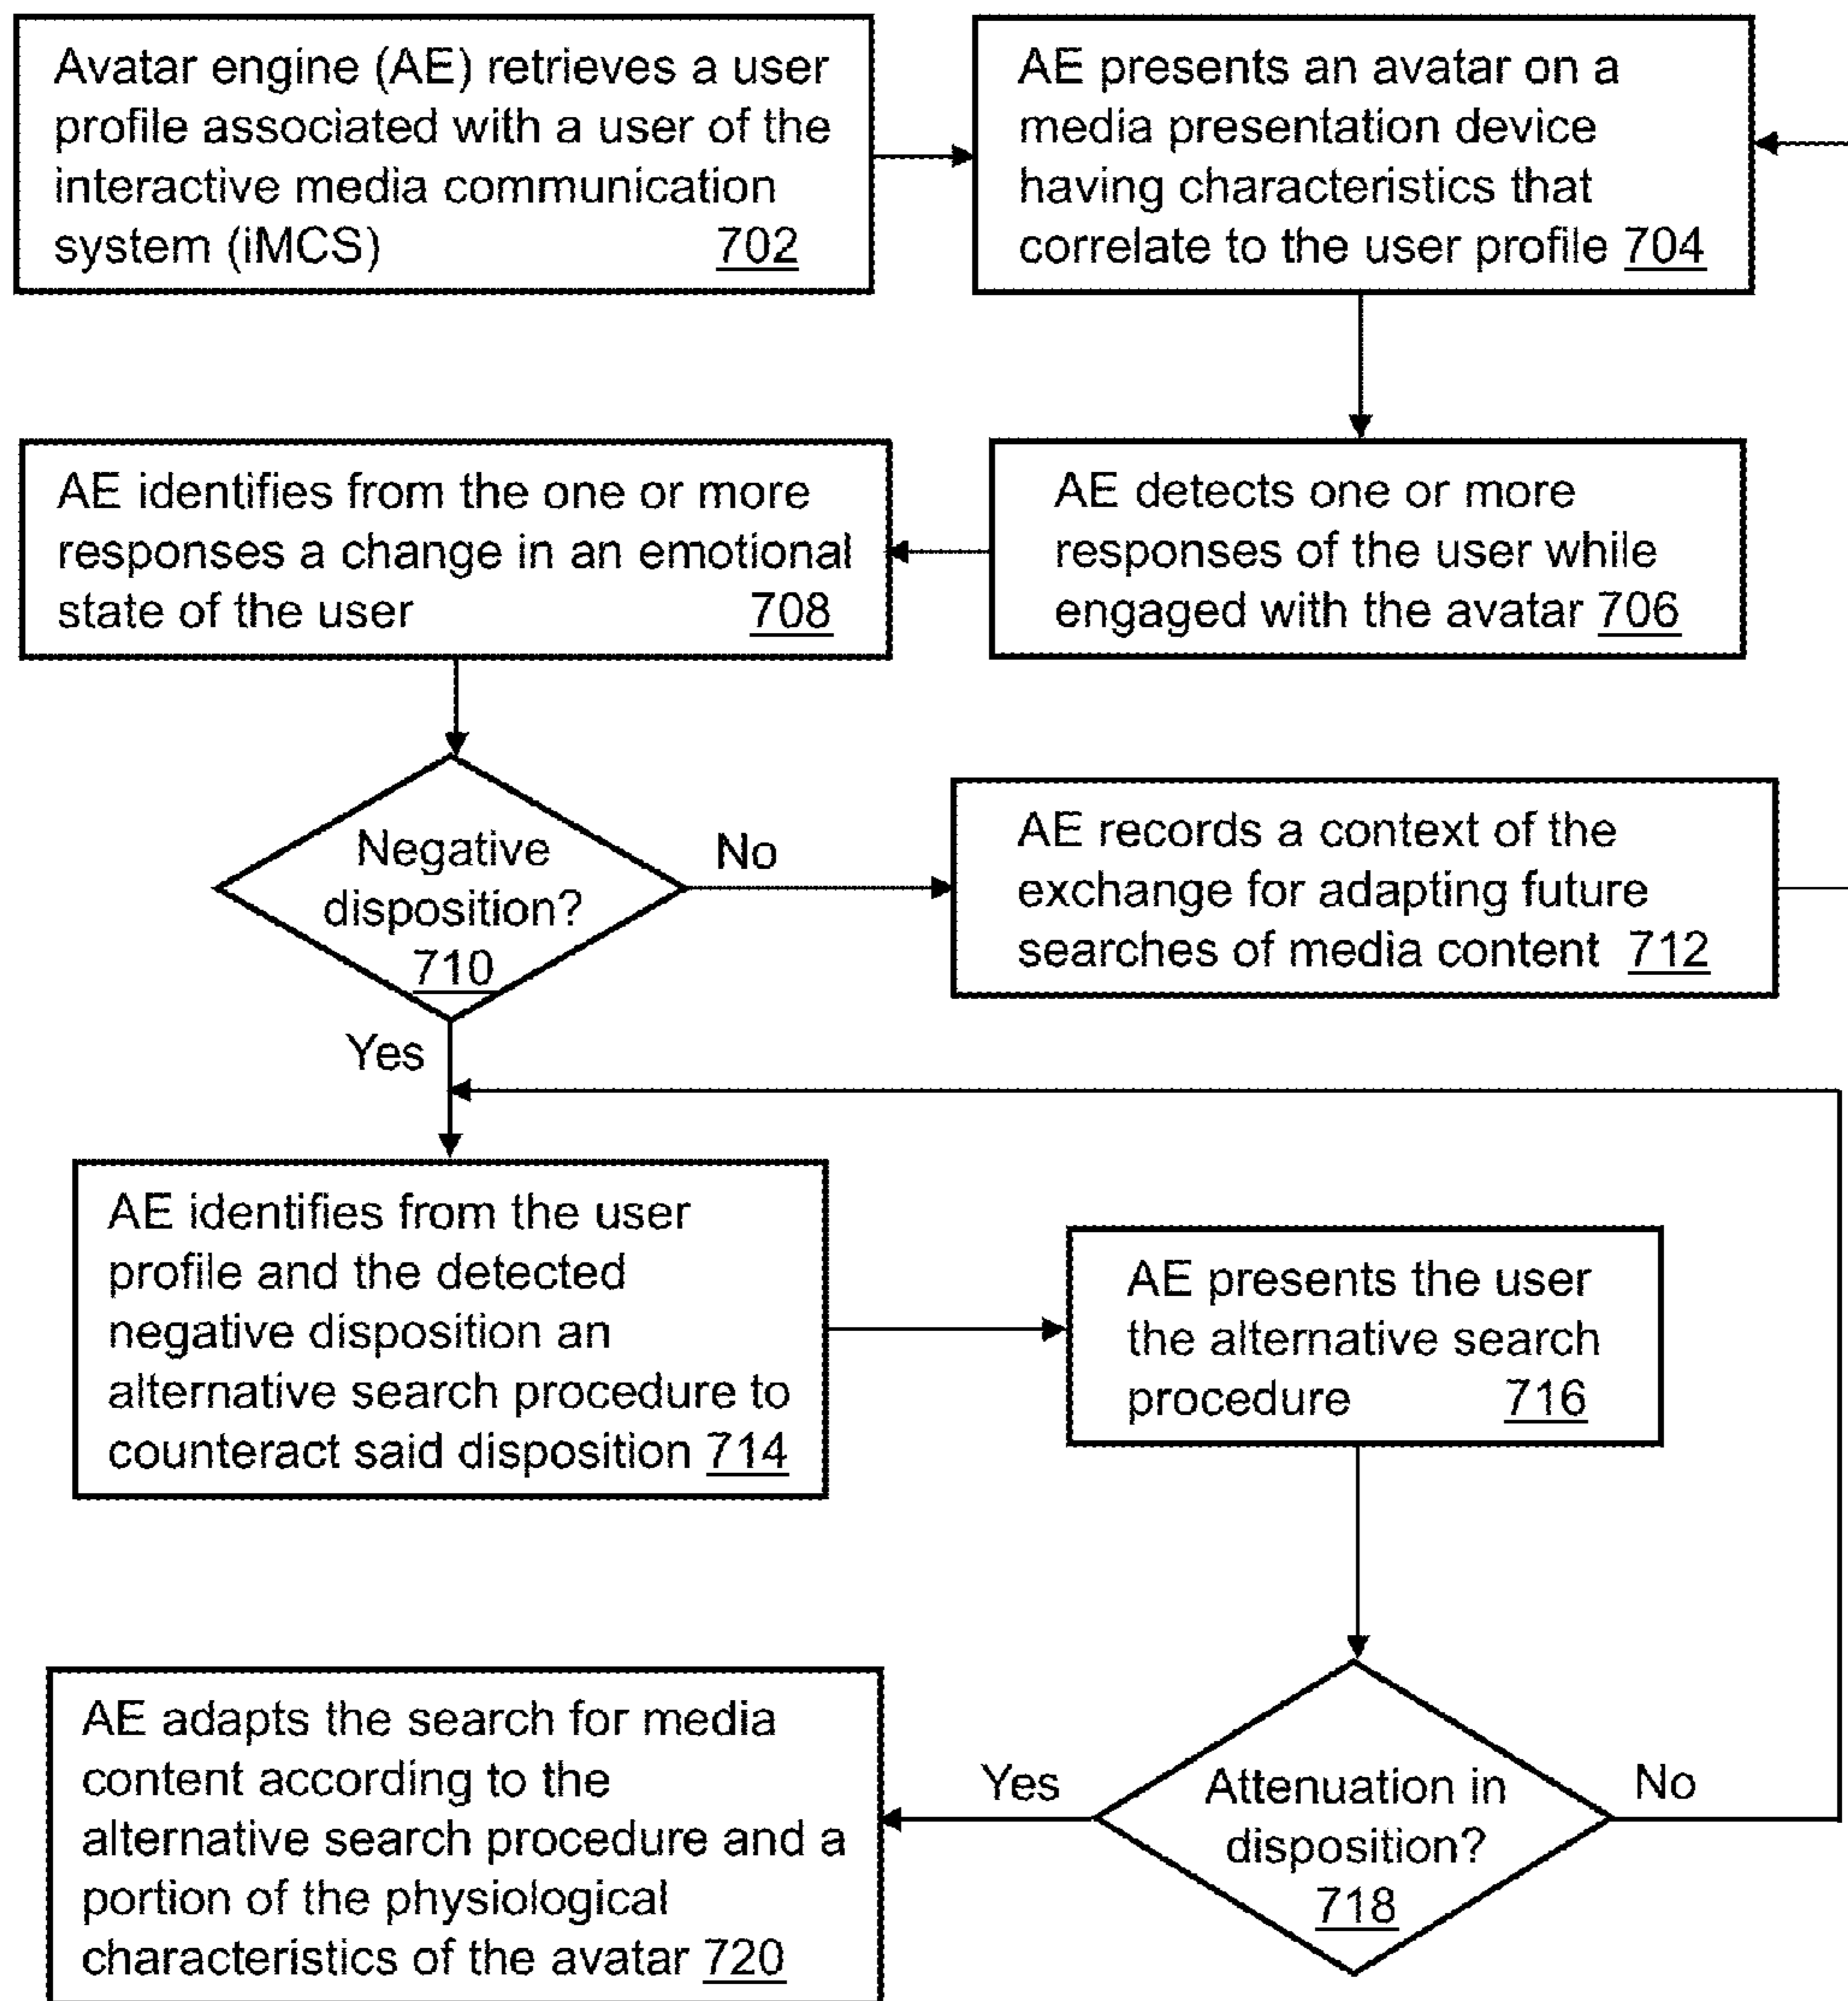 Avatar engine (AE) retrieves a user
profile associated with a user of the
interactive media communication
system (iMCS) 702
AE presents an avatar on a
media presentation device
having characteristics that
correlate to the user profile 704
AE detects one or more
responses of the user while
engaged with the avatar 706
AE identifies from the one or more
responses a change in an emotional
state of the user 708
Negative
disposition?
710
No
Yes
AE records a context of the
exchange for adapting future
searches of media content 712
AE identifies from the user
profile and the detected
negative disposition an
alternative search procedure to
counteract said disposition 714
AE presents the user
the alternative search
procedure 716
Attenuation in
disposition?
718
Yes
No
AE adapts the search for media
content according to the
alternative search procedure and a
portion of the physiological
characteristics of the avatar 720